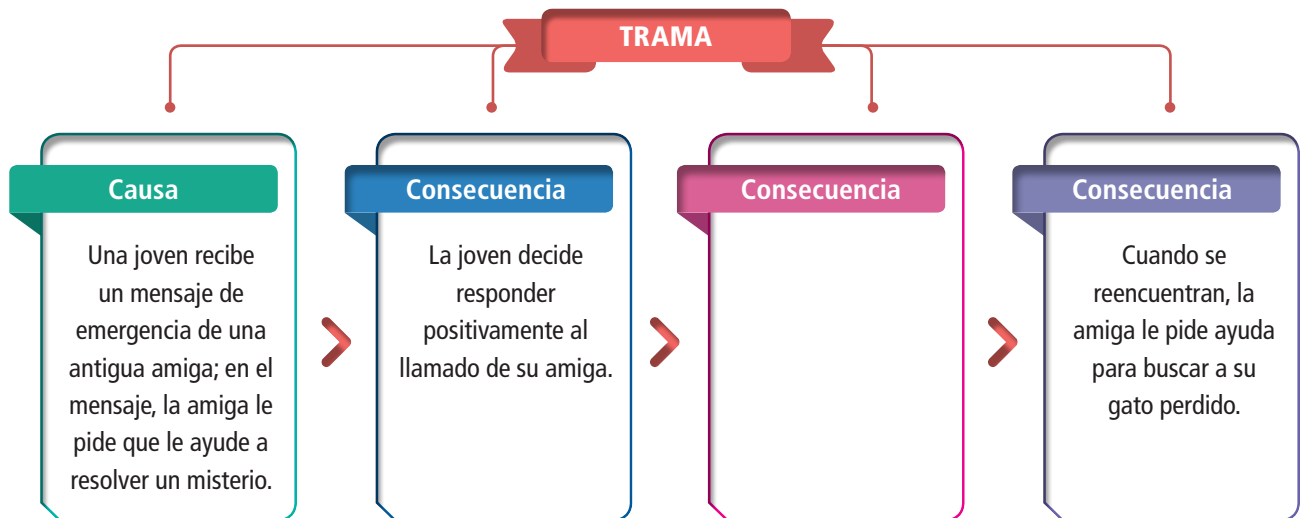 TRAMA
Causa
Una joven recibe
un mensaje de
emergencia de una
antigua amiga; en el
mensaje, la amiga le
pide que le ayude a
resolver un misterio.
Consecuencia
La joven decide
responder
positivamente al
llamado de su amiga.
Consecuencia
Consecuencia
Cuando se
reencuentran, la
amiga le pide ayuda
para buscar a su
gato perdido.